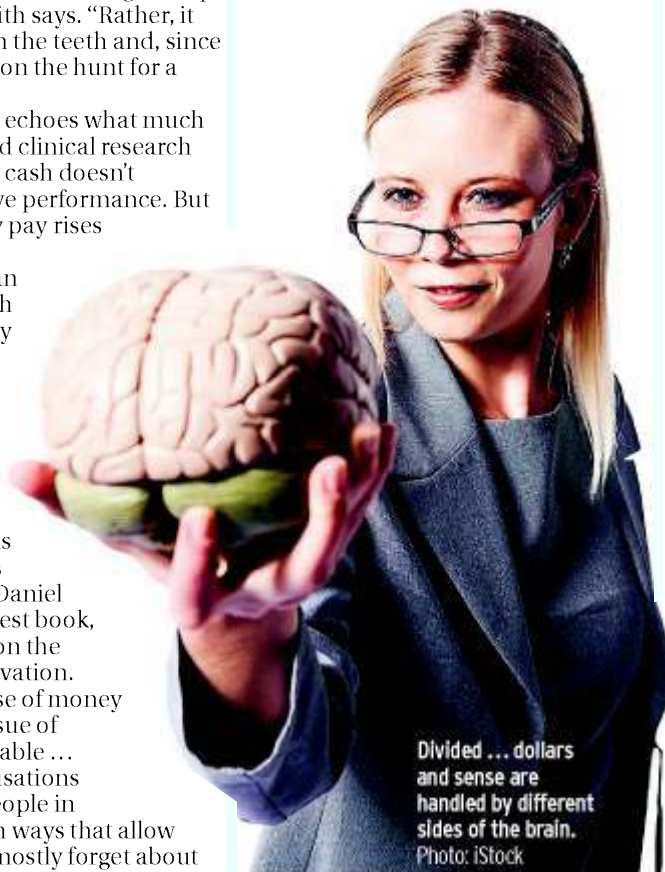 ith says. “Rather, it
n the teeth and, since
on the hunt for a
echoes what much
d clinical research
cash doesn’t
ve performance. But
y pay rises
an
h
y
s
s
Daniel
est book,
on the
vation.
se of money
sue of
able …
isations
eople in
n ways that allow
mostly forget about
Divided … dollars
and sense are
handled by different
sides of the brain.
Photo: iStock